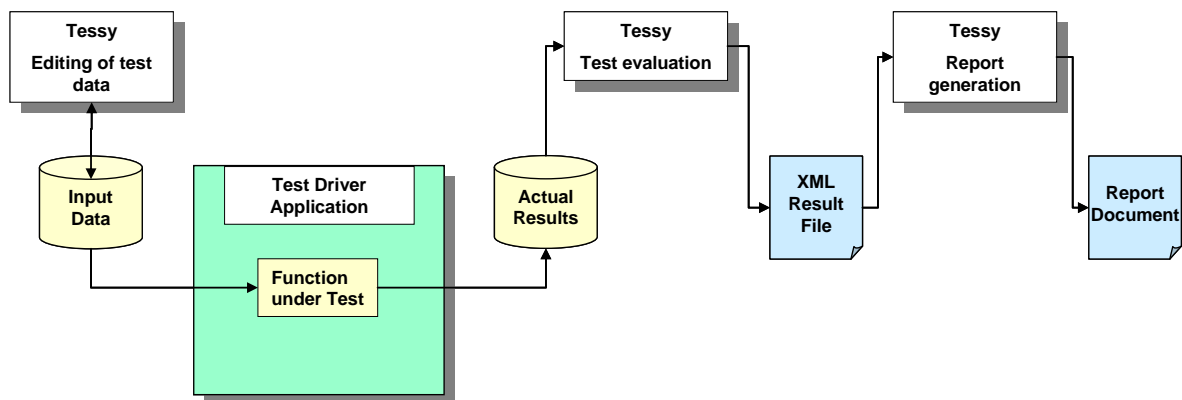 Tessy
Editing of test
data
Input
Data
Test Driver
Application
Function
under Test
Actual
Results
Tessy
Test evaluation
XML
Result
File
Tessy
Report
generation
Report
Document